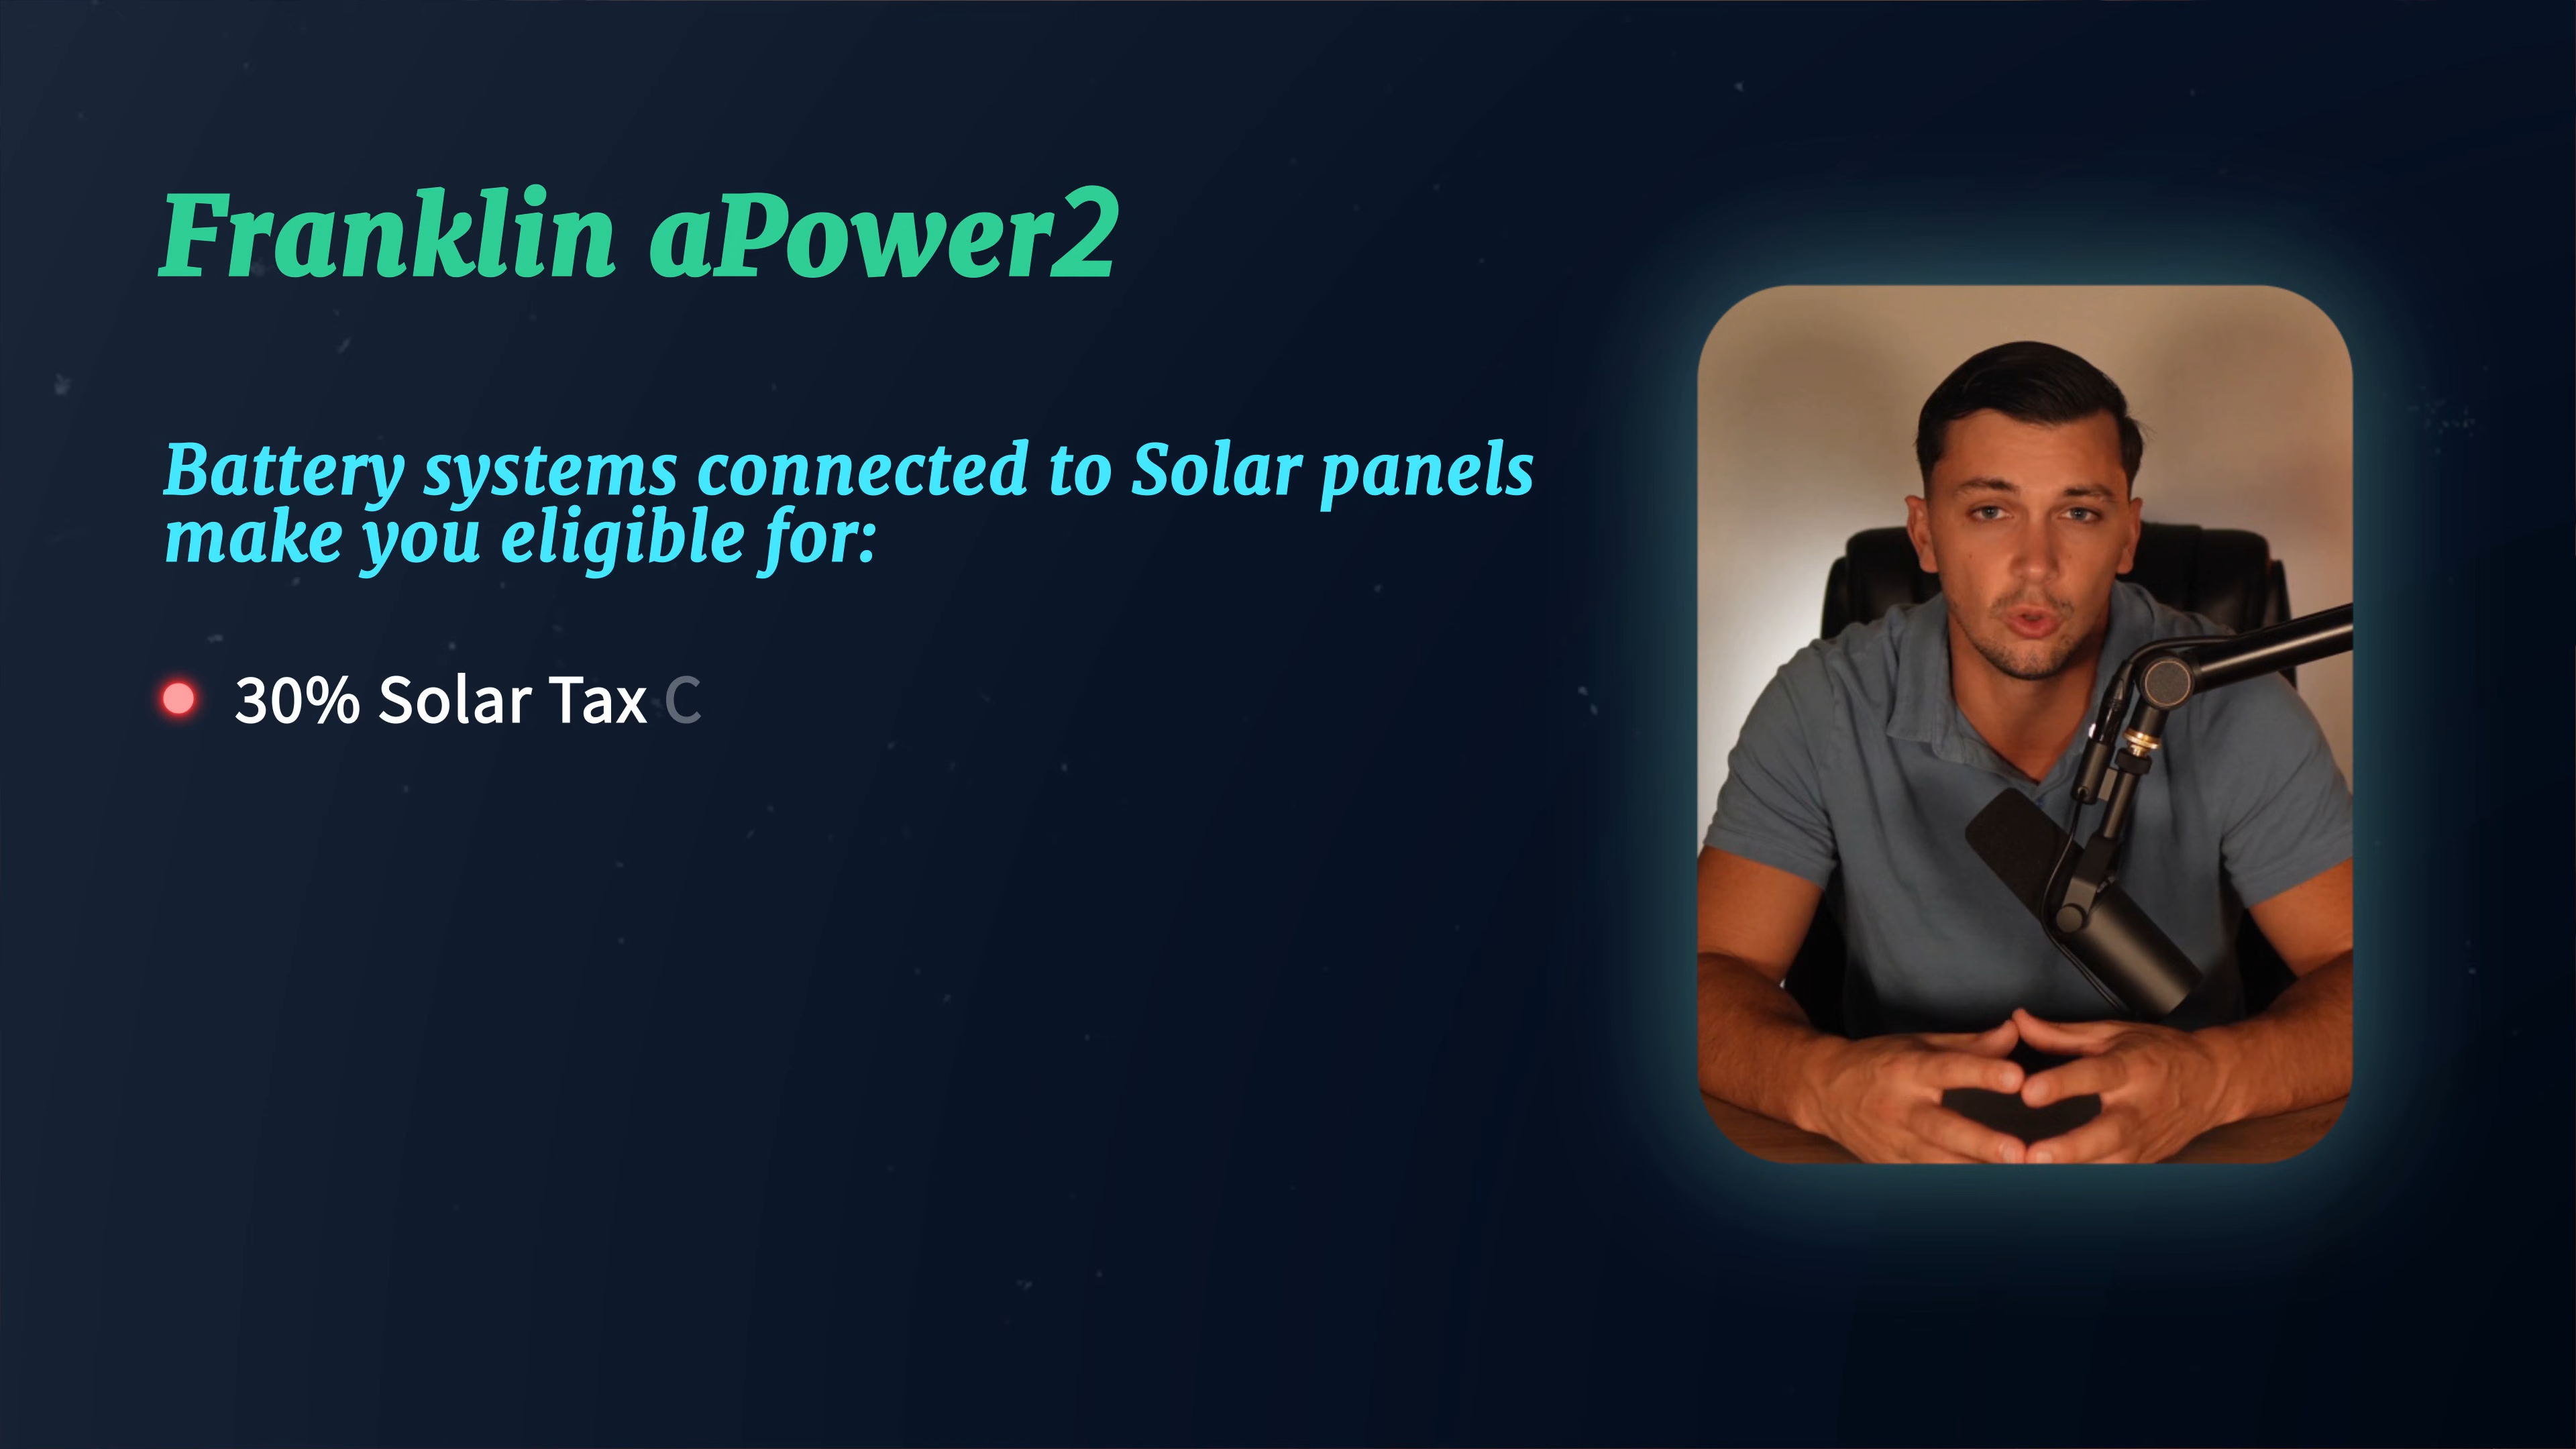 Franklin aPower2
Battery systems connected to Solar panels
make you eligible for:
30% Solar Tax C